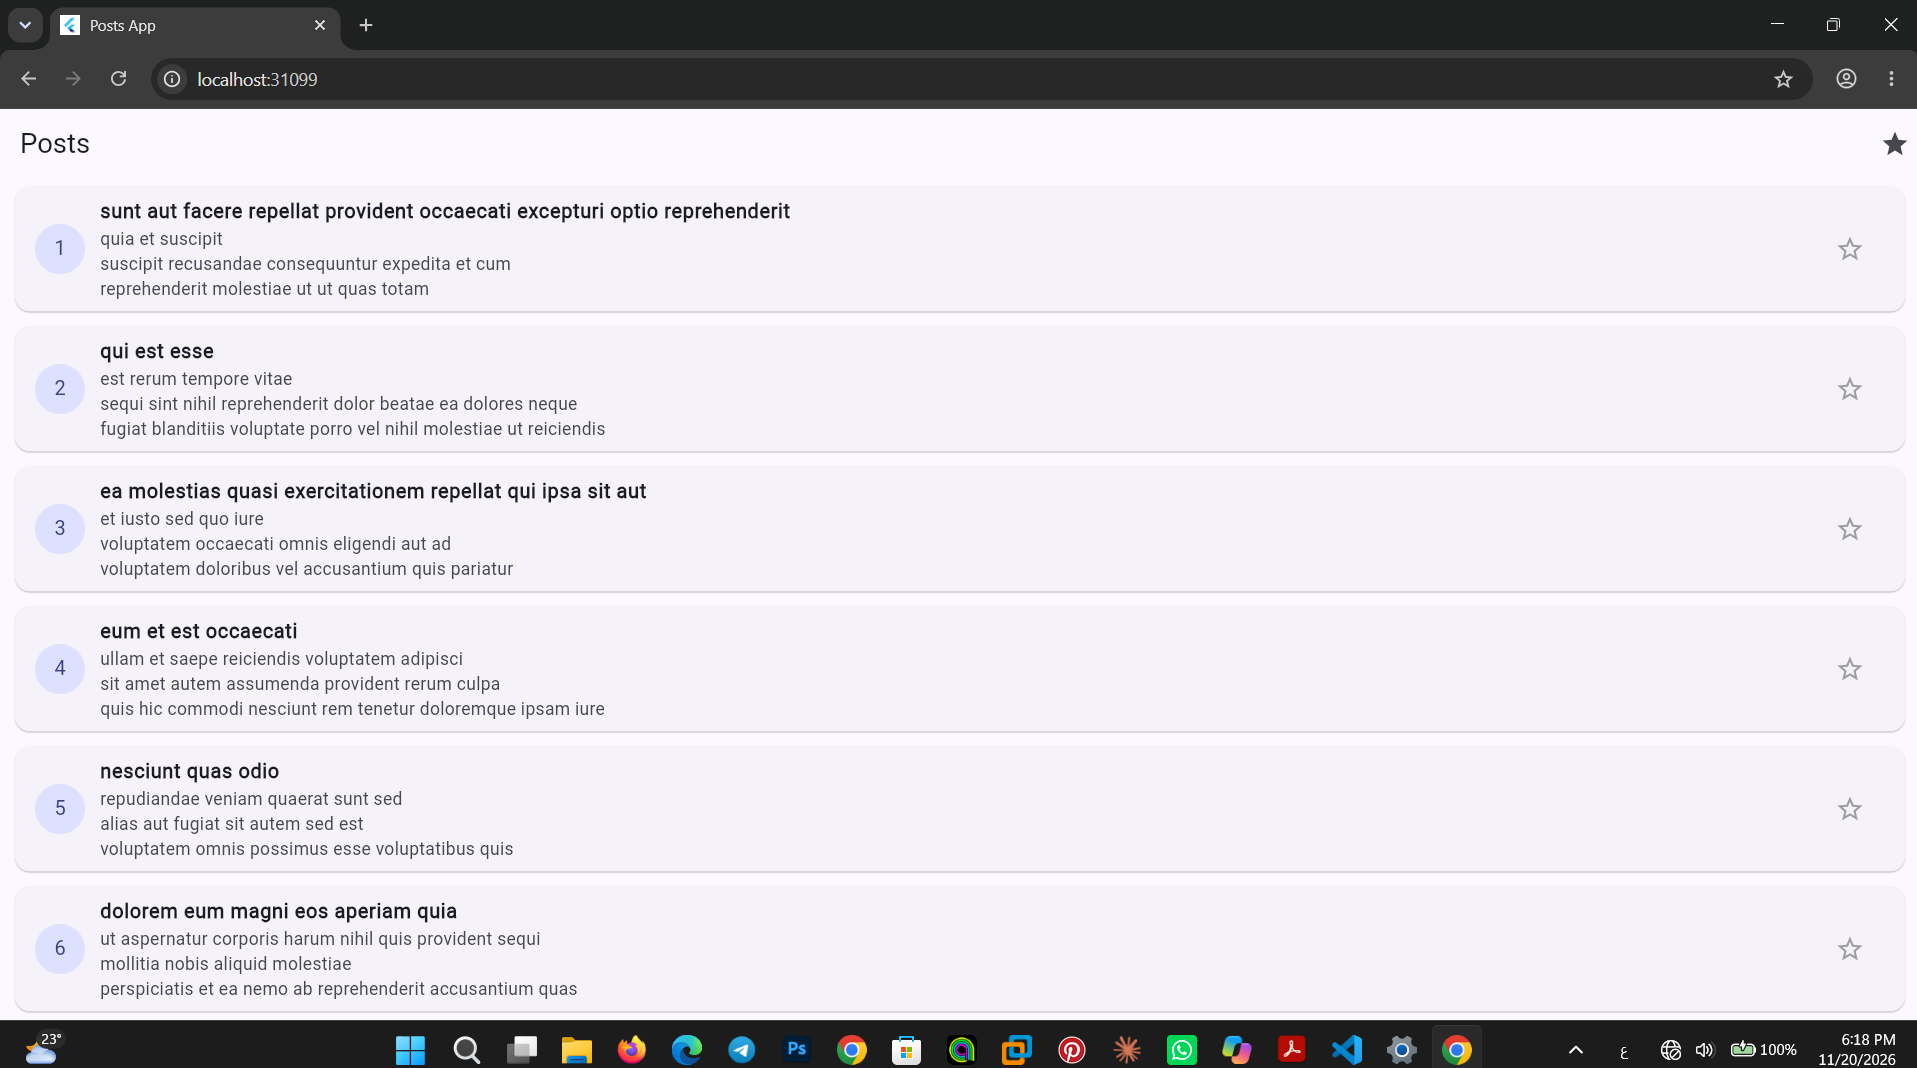 Posts App
localhost:31099
Posts
1
sunt aut facere repellat provident occaecati excepturi optio reprehenderit
quia et suscipit
suscipit recusandae consequuntur expedita et cum
reprehenderit molestiae ut ut quas totam
2
qui est esse
est rerum tempore vitae
sequi sint nihil reprehenderit dolor beatae ea dolores neque
fugiat blanditiis voluptate porro vel nihil molestiae ut reiciendis
3
ea molestias quasi exercitationem repellat qui ipsa sit aut
et iusto sed quo iure
voluptatem occaecati omnis eligendi aut ad
voluptatem doloribus vel accusantium quis pariatur
4
eum et est occaecati
ullam et saepe reiciendis voluptatem adipisci
sit amet autem assumenda provident rerum culpa
quis hic commodi nesciunt rem tenetur doloremque ipsam iure
5
nesciunt quas odio
repudiandae veniam quaerat sunt sed
alias aut fugiat sit autem sed est
voluptatem omnis possimus esse voluptatibus quis
6
dolorem eum magni eos aperiam quia
ut aspernatur corporis harum nihil quis provident sequi
mollitia nobis aliquid molestiae
perspiciatis et ea nemo ab reprehenderit accusantium quas
23°
Ps
ع
100%
6:18 PM
11/20/2026